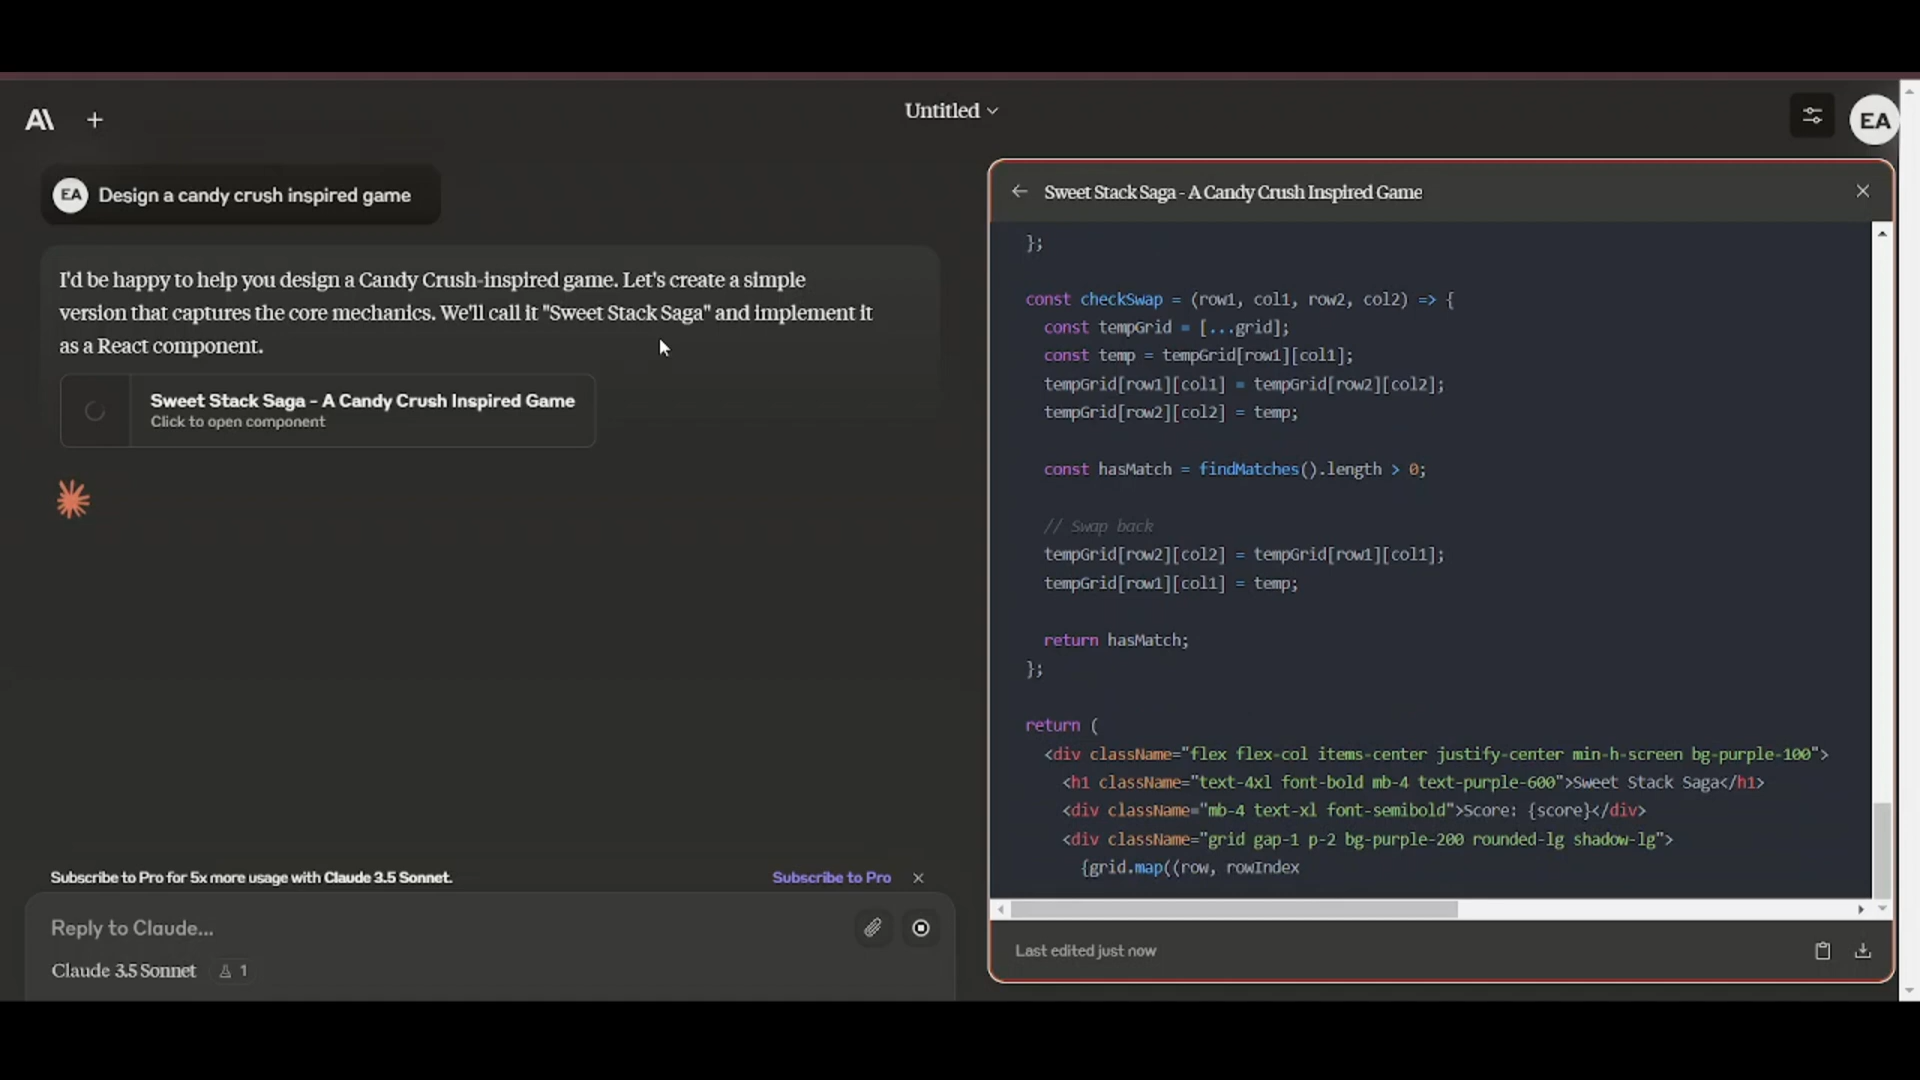 A\ +
Untitled
EA
EA Design a candy crush inspired game
I'd be happy to help you design a Candy Crush-inspired game. Let's create a simple
version that captures the core mechanics. We'll call it "Sweet Stack Saga" and implement it
as a React component.
Sweet Stack Saga - A Candy Crush Inspired Game
Click to open component
Subscribe to Pro for 5x more usage with Claude 3.5 Sonnet.
Subscribe to Pro
Reply to Claude...
Claude 3.5 Sonnet 1
Sweet Stack Saga - A Candy Crush Inspired Game
};
const checkSwap = (row1, col1, row2, col2) => {
const tempGrid = [...grid];
const temp = tempGrid[row1][col1];
tempGrid[row1][col1] = tempGrid[row2][col2];
tempGrid[row2][col2] = temp;
const hasMatch = findMatches().length > 0;
// Swap back
tempGrid[row2][col2] = tempGrid[row1][col1];
tempGrid[row1][col1] = temp;
return hasMatch;
};
return (
<div className="flex flex-col items-center justify-center min-h-screen bg-purple-100">
<h1 className="text-4xl font-bold mb-4 text-purple-600">Sweet Stack Saga</h1>
<div className="mb-4 text-xl font-semibold">Score: {score}</div>
<div className="grid gap-1 p-2 bg-purple-200 rounded-lg shadow-lg">
{grid.map((row, rowIndex
Last edited just now